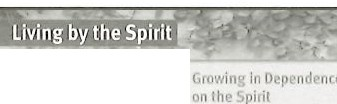 Living by the Spirit
Growing in Dependence
on the Spirit